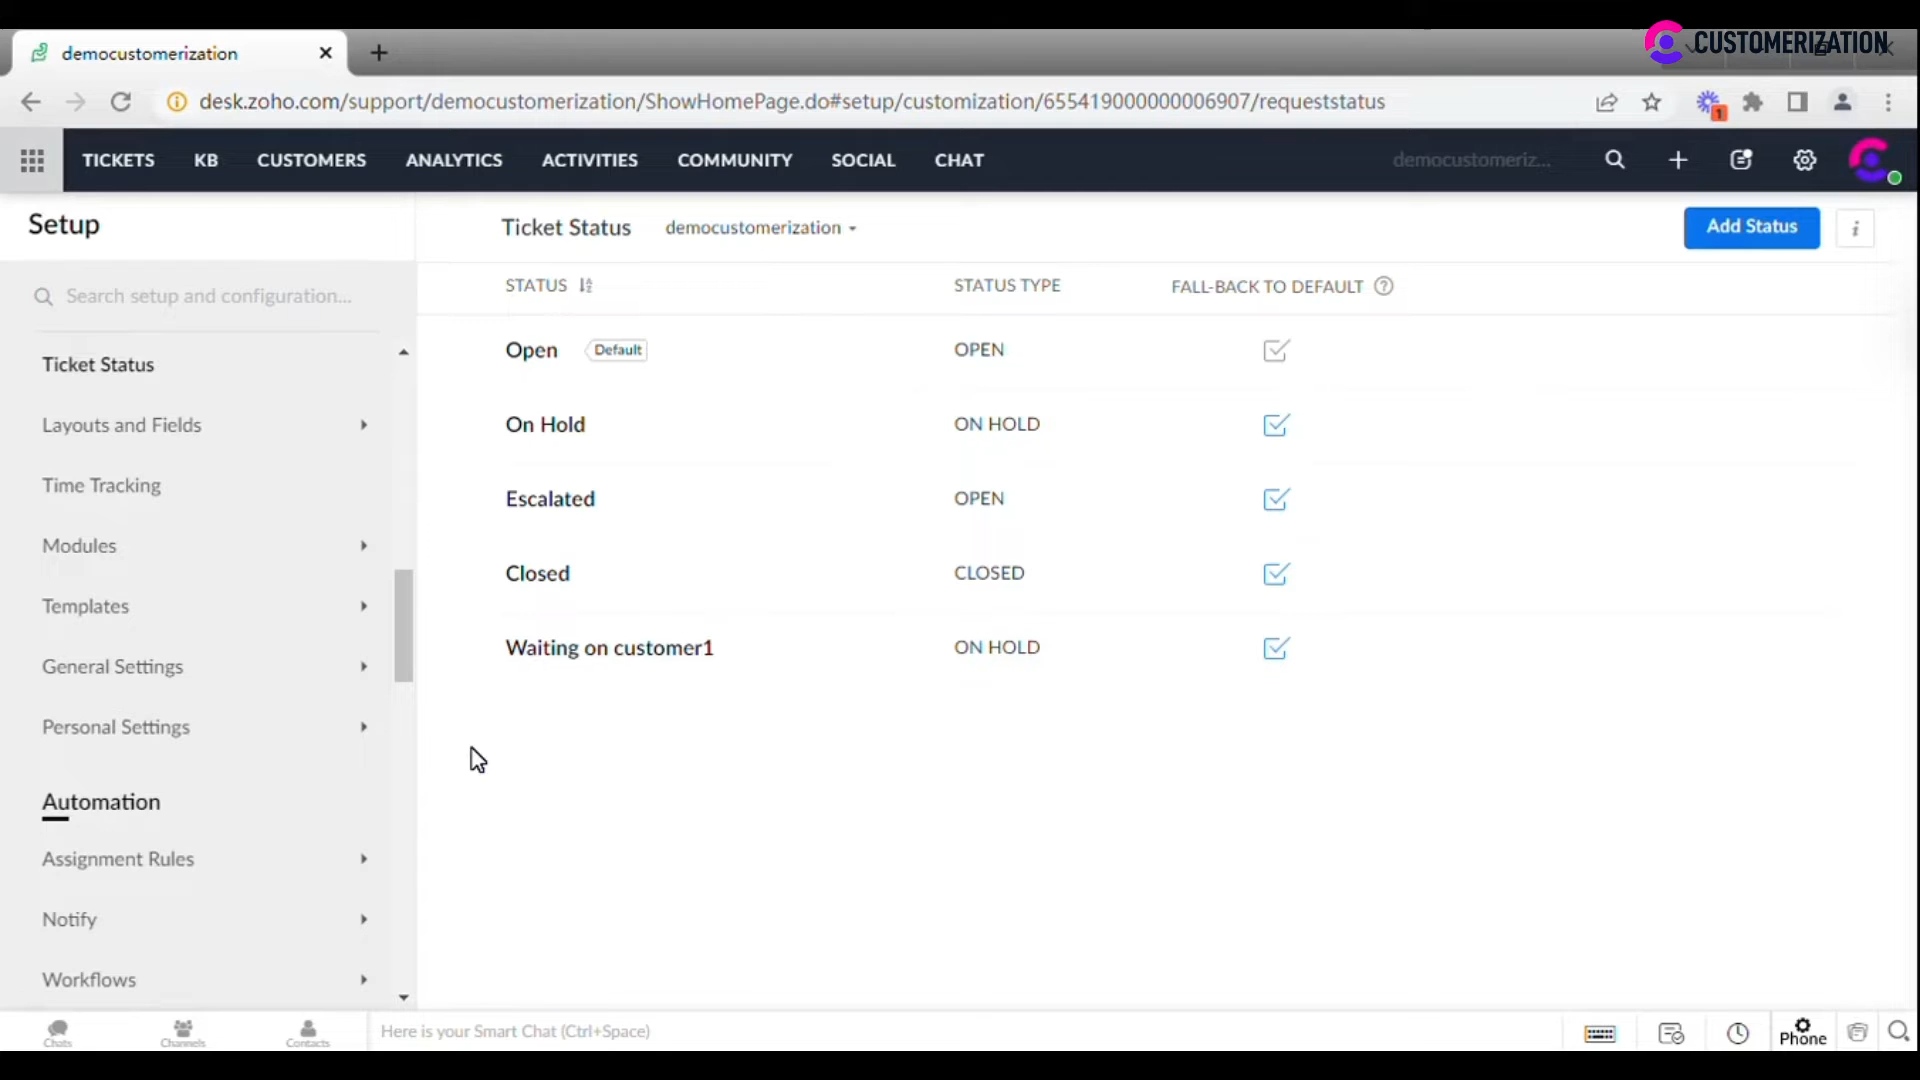 democustomerization
CUSTOMERIZATION
desk.zoho.com/support/democustomerization/ShowHomePage.do#setup/customization/655419000000006907/requeststatus
1
TICKETS KB CUSTOMERS ANALYTICS ACTIVITIES COMMUNITY SOCIAL CHAT democustomeriz...
Setup
Ticket Status democustomerization
Add Status
i
Search setup and configuration...
STATUS STATUS TYPE FALL-BACK TO DEFAULT ?
Ticket Status
Layouts and Fields
Time Tracking
Modules
Templates
General Settings
Personal Settings
Automation
Assignment Rules
Notify
Workflows
Open Default OPEN
On Hold ON HOLD
Escalated OPEN
Closed CLOSED
Waiting on customer1 ON HOLD
Chats Channels Contacts Here is your Smart Chat (Ctrl+Space) Phone